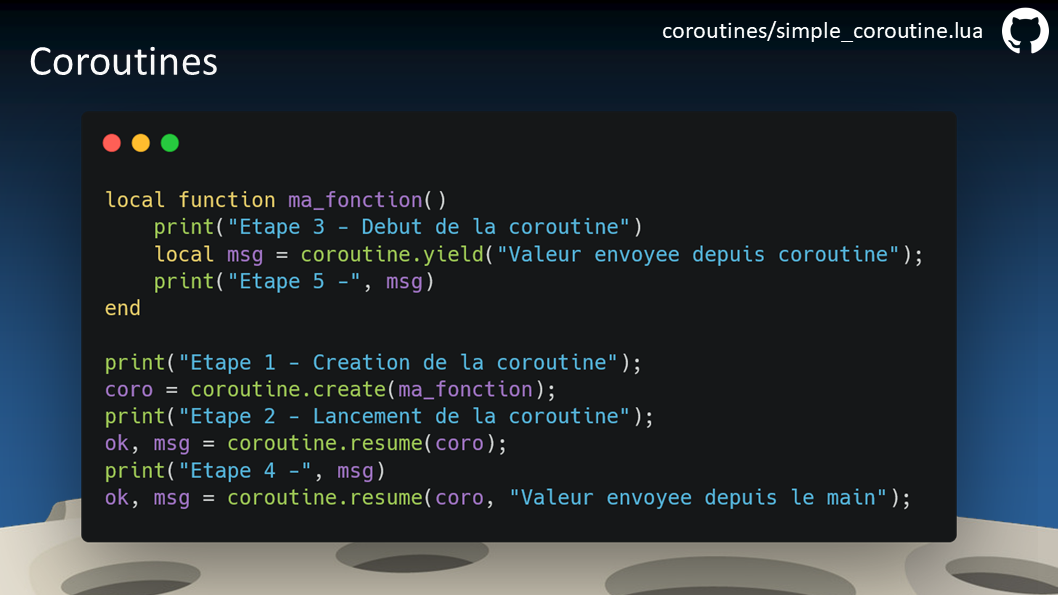 coroutines/simple_coroutine.lua
Coroutines
local function ma_fonction()
    print("Etape 3 - Debut de la coroutine")
    local msg = coroutine.yield("Valeur envoyee depuis coroutine");
    print("Etape 5 -", msg)
end
print("Etape 1 - Creation de la coroutine");
coro = coroutine.create(ma_fonction);
print("Etape 2 - Lancement de la coroutine");
ok, msg = coroutine.resume(coro);
print("Etape 4 -", msg)
ok, msg = coroutine.resume(coro, "Valeur envoyee depuis le main");